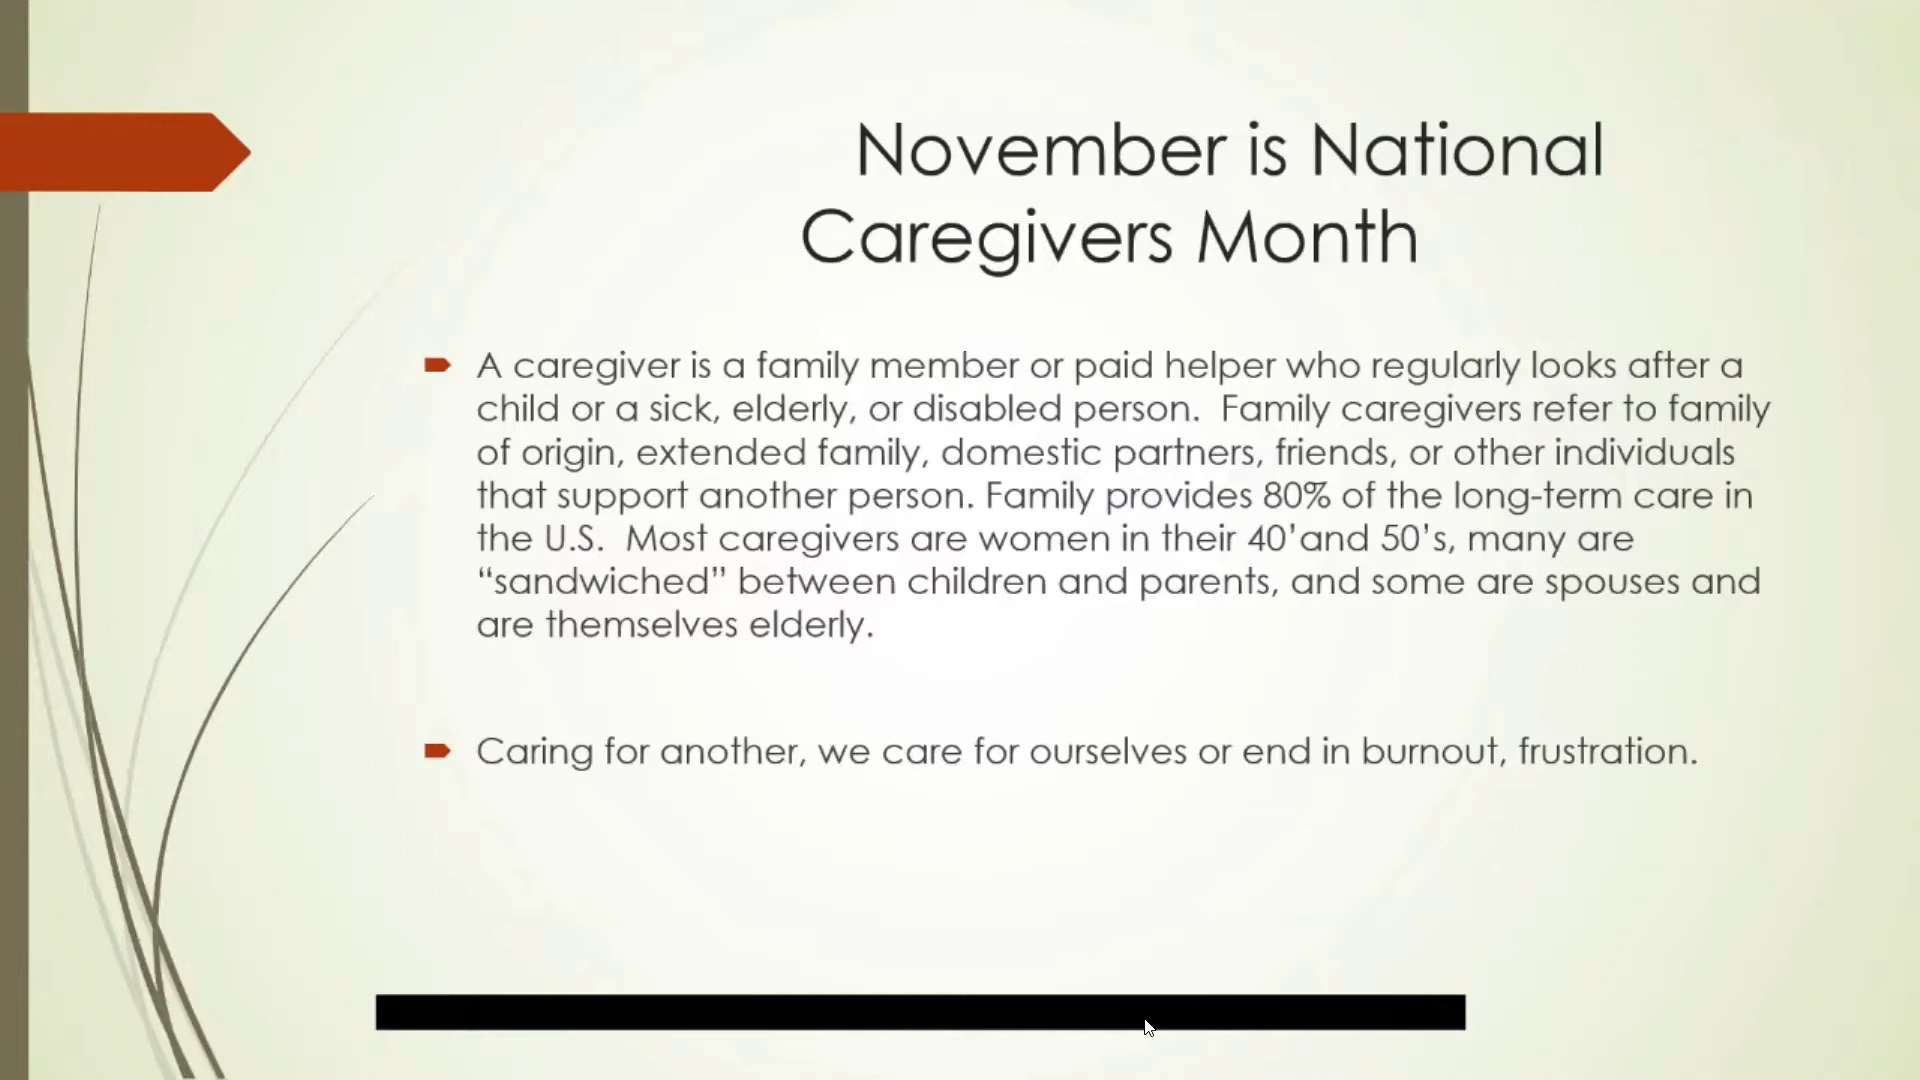 November is National
Caregivers Month
A caregiver is a family member or paid helper who regularly looks after a
child or a sick, elderly, or disabled person.  Family caregivers refer to family
of origin, extended family, domestic partners, friends, or other individuals
that support another person. Family provides 80% of the long-term care in
the U.S.  Most caregivers are women in their 40’and 50’s, many are
“sandwiched” between children and parents, and some are spouses and
are themselves elderly.
Caring for another, we care for ourselves or end in burnout, frustration.